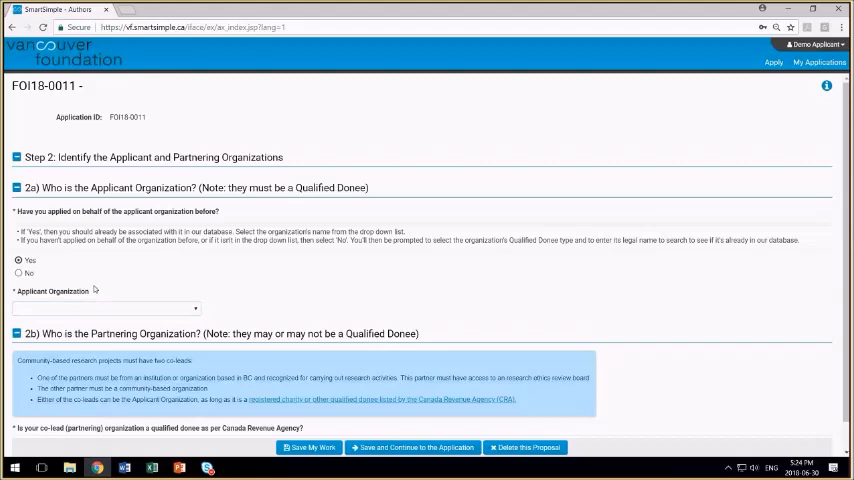 SmartSimple - Authors
Secure https://vf.smartsimple.ca/iface/ex/ax_index.jsp?lang=1
vancouver foundation
Demo Applicant
Apply My Applications
FOI18-0011 -
Application ID: FOI18-0011
Step 2: Identify the Applicant and Partnering Organizations
2a) Who is the Applicant Organization? (Note: they must be a Qualified Donee)
* Have you applied on behalf of the applicant organization before?
• If 'Yes', then you should already be associated with it in our database. Select the organization's name from the drop down list.
• If you haven't applied on behalf of the organization before, or if it isn't in the drop down list, then select 'No'. You'll then be prompted to select the organization's Qualified Donee type and to enter its legal name to search to see if it's already in our database.
Yes
No
* Applicant Organization
2b) Who is the Partnering Organization? (Note: they may or may not be a Qualified Donee)
Community-based research projects must have two co-leads:
• One of the partners must be from an institution or organization based in BC and recognized for carrying out research activities. This partner must have access to an research ethics review board
• The other partner must be a community-based organization
• Either of the co-leads can be the Applicant Organization, as long as it is a registered charity or other qualified donee listed by the Canada Revenue Agency (CRA).
* Is your co-lead (partnering) organization a qualified donee as per Canada Revenue Agency?
Save My Work Save and Continue to the Application Delete this Proposal
ENG
5:24 PM
2018-06-30